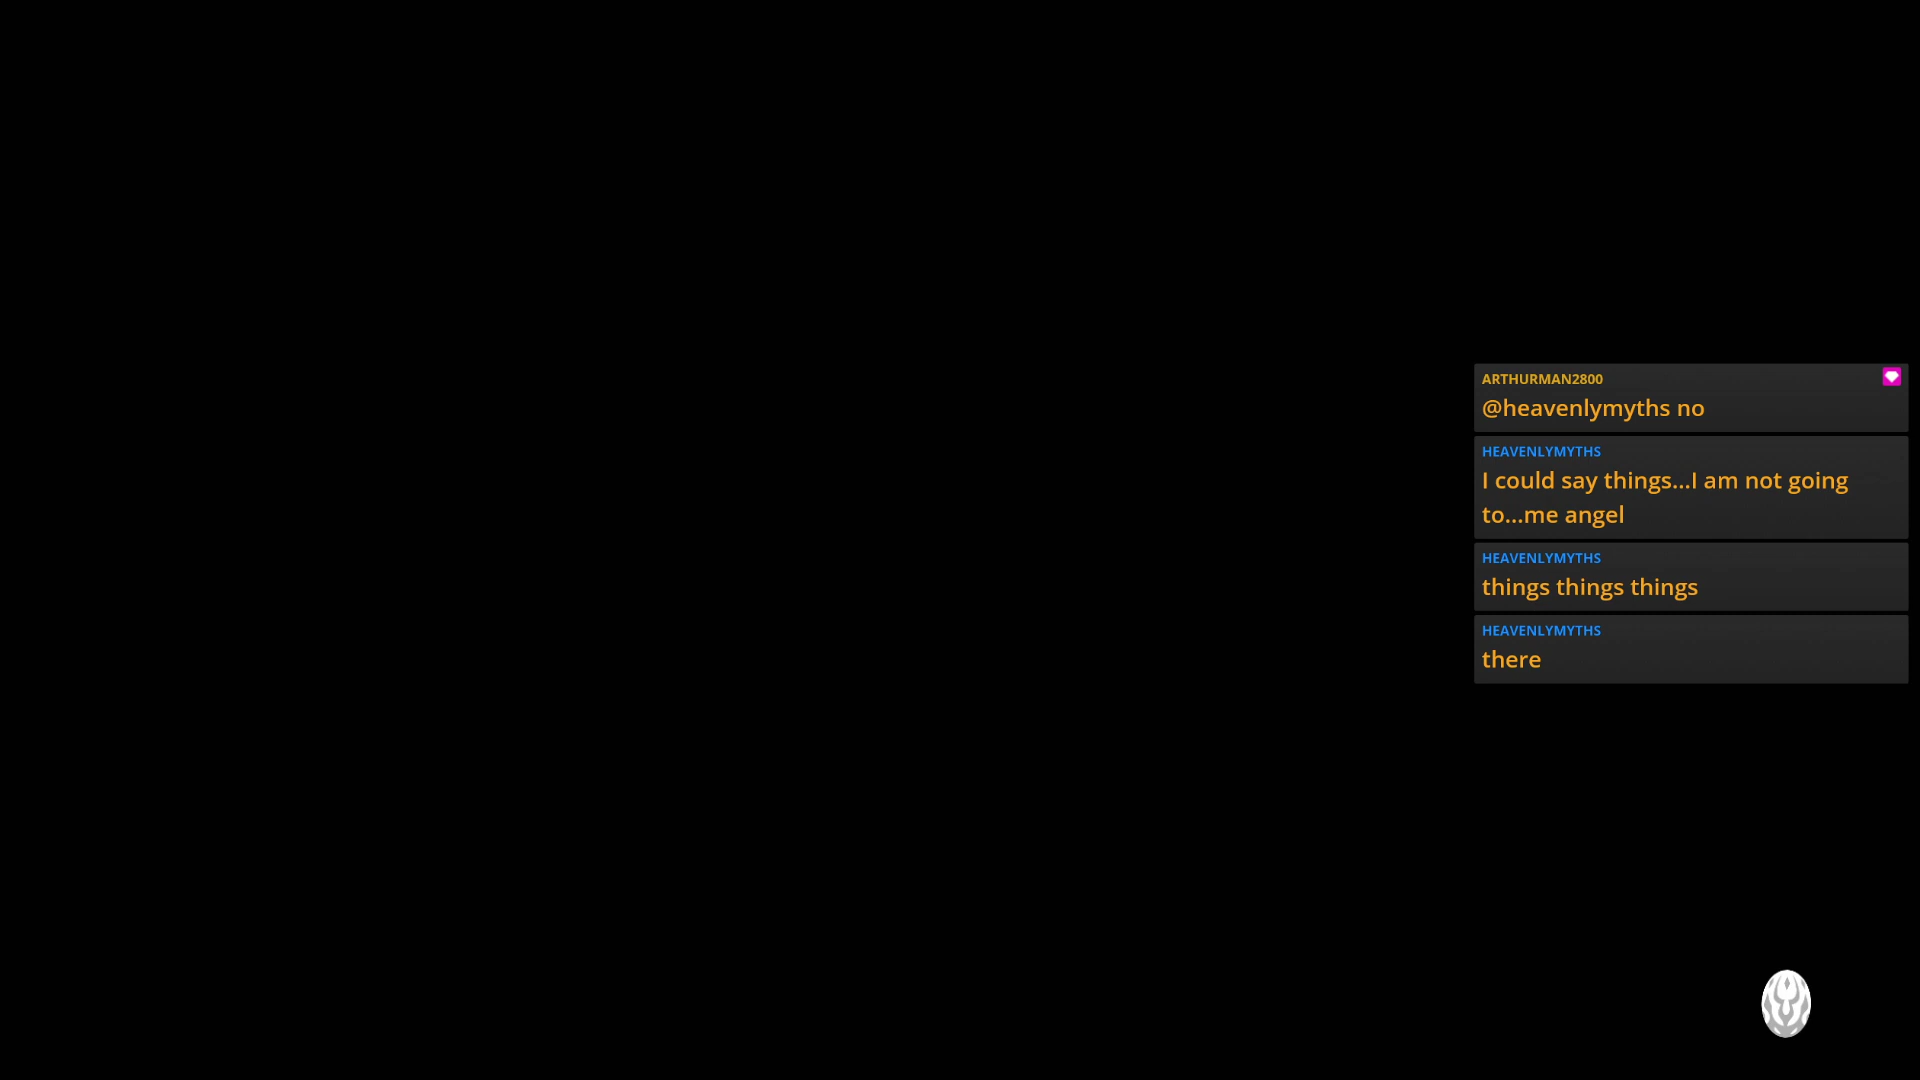 ARTHURMAN2800
@heavenlymyths no
HEAVENLYMYTHS
I could say things...I am not going
to...me angel
HEAVENLYMYTHS
things things things
HEAVENLYMYTHS
there